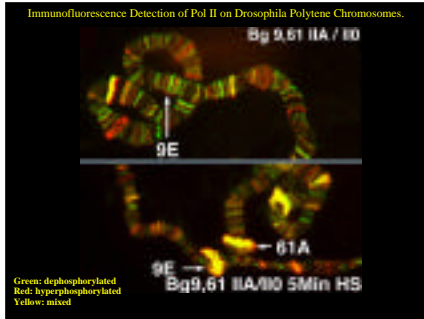 Immunofluorescence Detection of Pol II on Drosophila Polytene Chromosomes.
Bg 9,61 IIA / II0
9E
61A
9E
Bg9,61 IIA/II0 5Min HS
Green: dephosphorylated
Red: hyperphosphorylated
Yellow: mixed